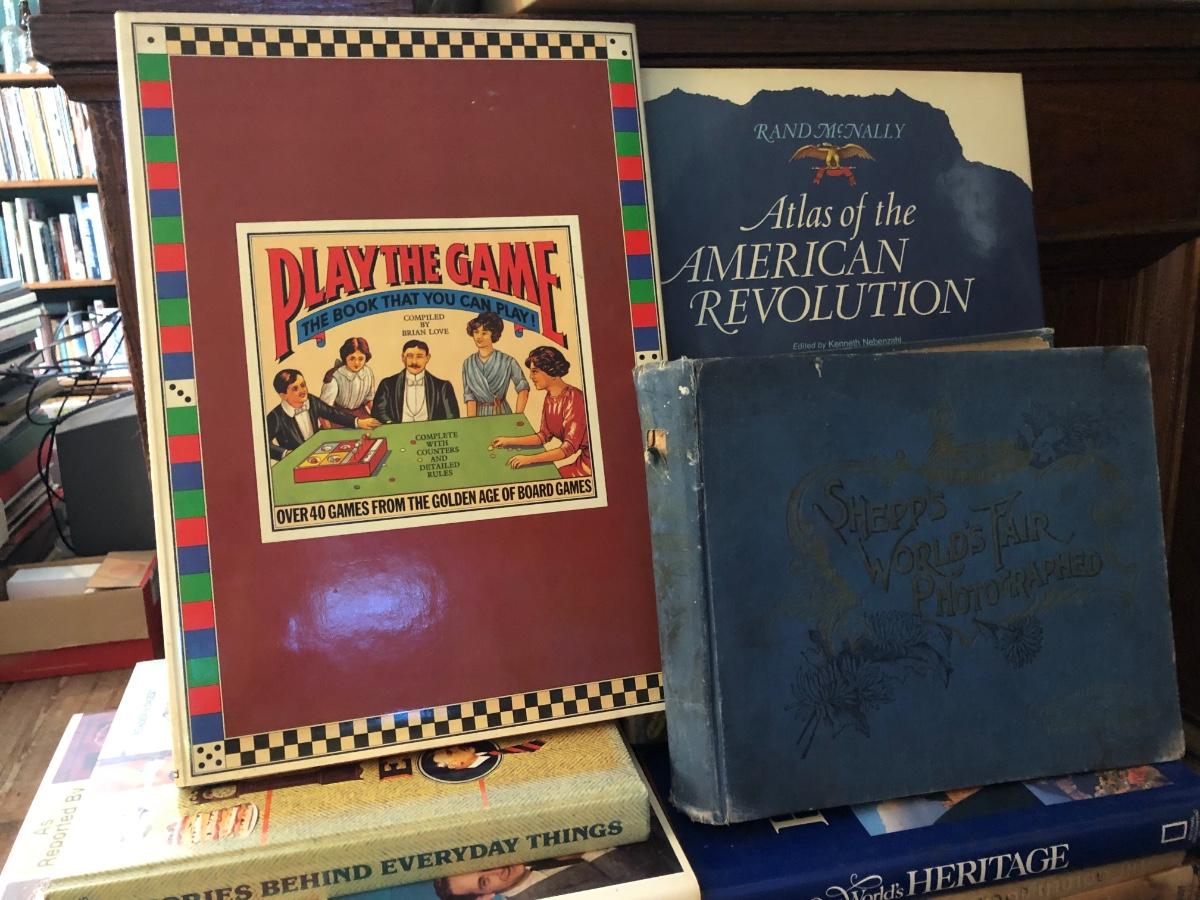 PLAY THE GAME
THE BOOK THAT YOU CAN PLAY!
COMPILED
BY
BRIAN LOVE
COMPLETE
WITH
COUNTERS
AND
DETAILED
RULES
OVER 40 GAMES FROM THE GOLDEN AGE OF BOARD GAMES
RAND McNALLY
Atlas of the
AMERICAN
REVOLUTION
Edited by Kenneth Nebenzahl
SHEPP'S
WORLD'S FAIR
PHOTOGRAPHED
As
Reported By
BEHIND EVERYDAY THINGS
World's HERITAGE